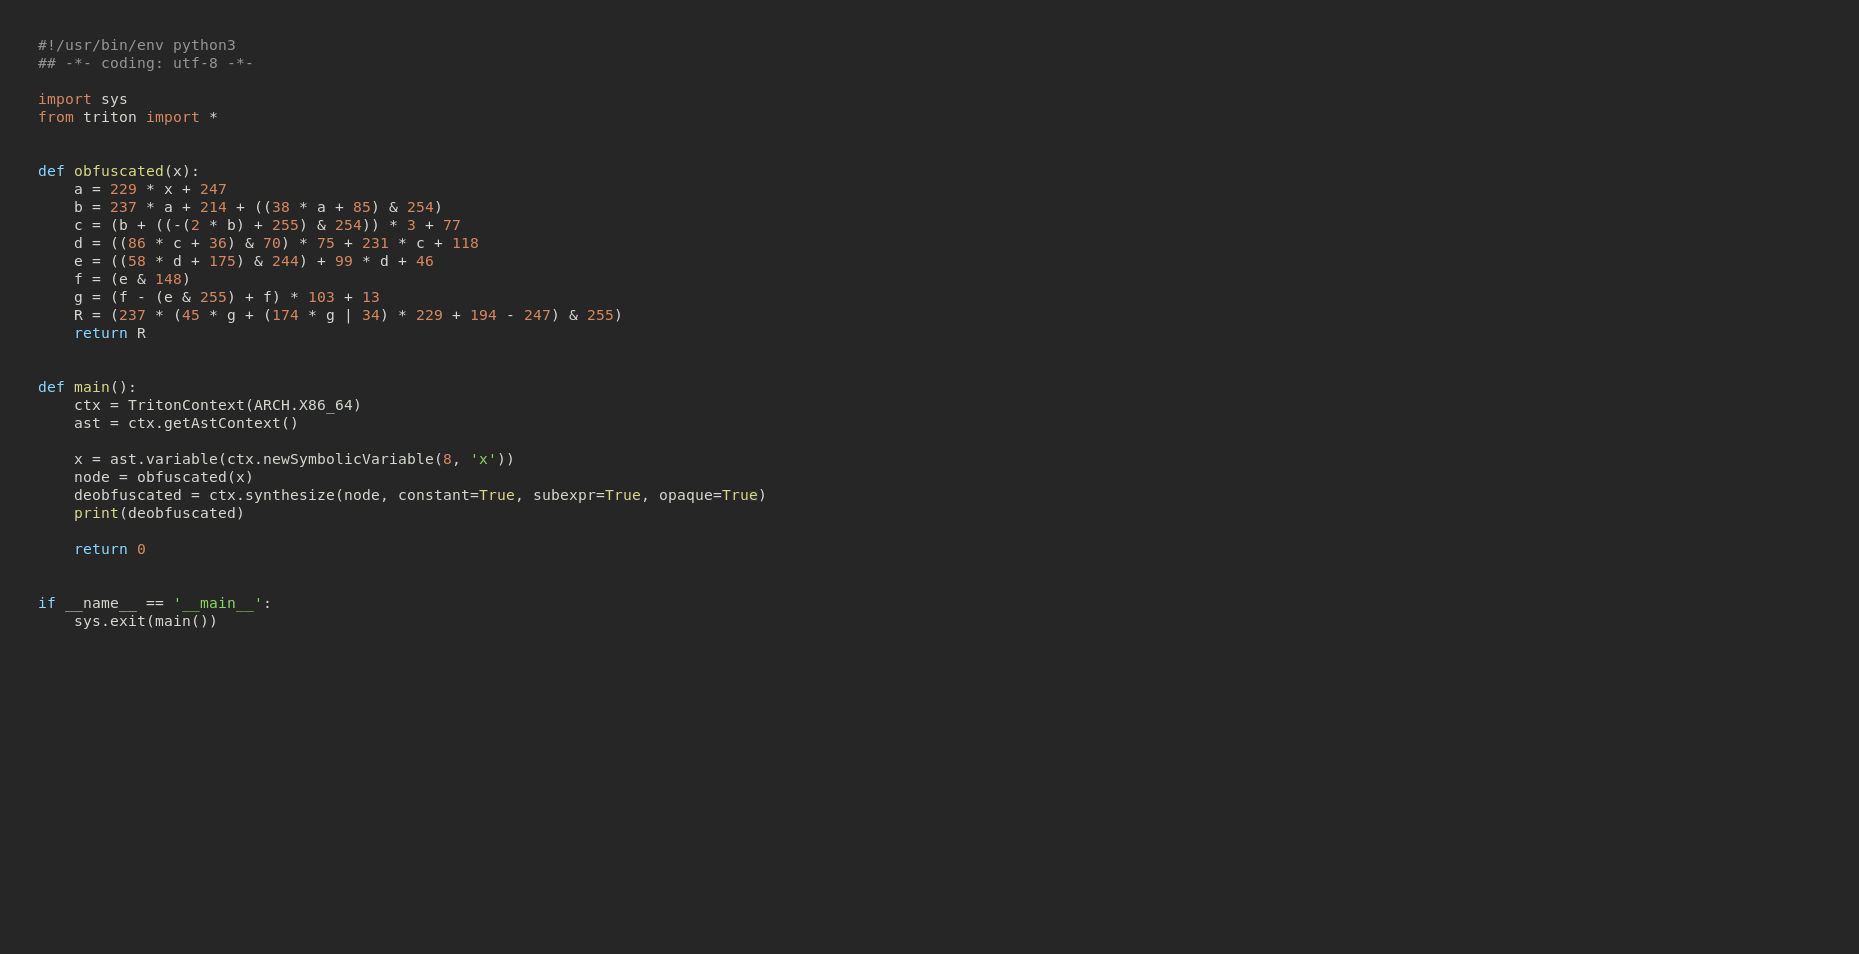 #!/usr/bin/env python3
## -*- coding: utf-8 -*-
import sys
from triton import *
def obfuscated(x):
    a = 229 * x + 247
    b = 237 * a + 214 + ((38 * a + 85) & 254)
    c = (b + ((-(2 * b) + 255) & 254)) * 3 + 77
    d = ((86 * c + 36) & 70) * 75 + 231 * c + 118
    e = ((58 * d + 175) & 244) + 99 * d + 46
    f = (e & 148)
    g = (f - (e & 255) + f) * 103 + 13
    R = (237 * (45 * g + (174 * g | 34) * 229 + 194 - 247) & 255)
    return R
def main():
    ctx = TritonContext(ARCH.X86_64)
    ast = ctx.getAstContext()
    x = ast.variable(ctx.newSymbolicVariable(8, 'x'))
    node = obfuscated(x)
    deobfuscated = ctx.synthesize(node, constant=True, subexpr=True, opaque=True)
    print(deobfuscated)
    return 0
if __name__ == '__main__':
    sys.exit(main())